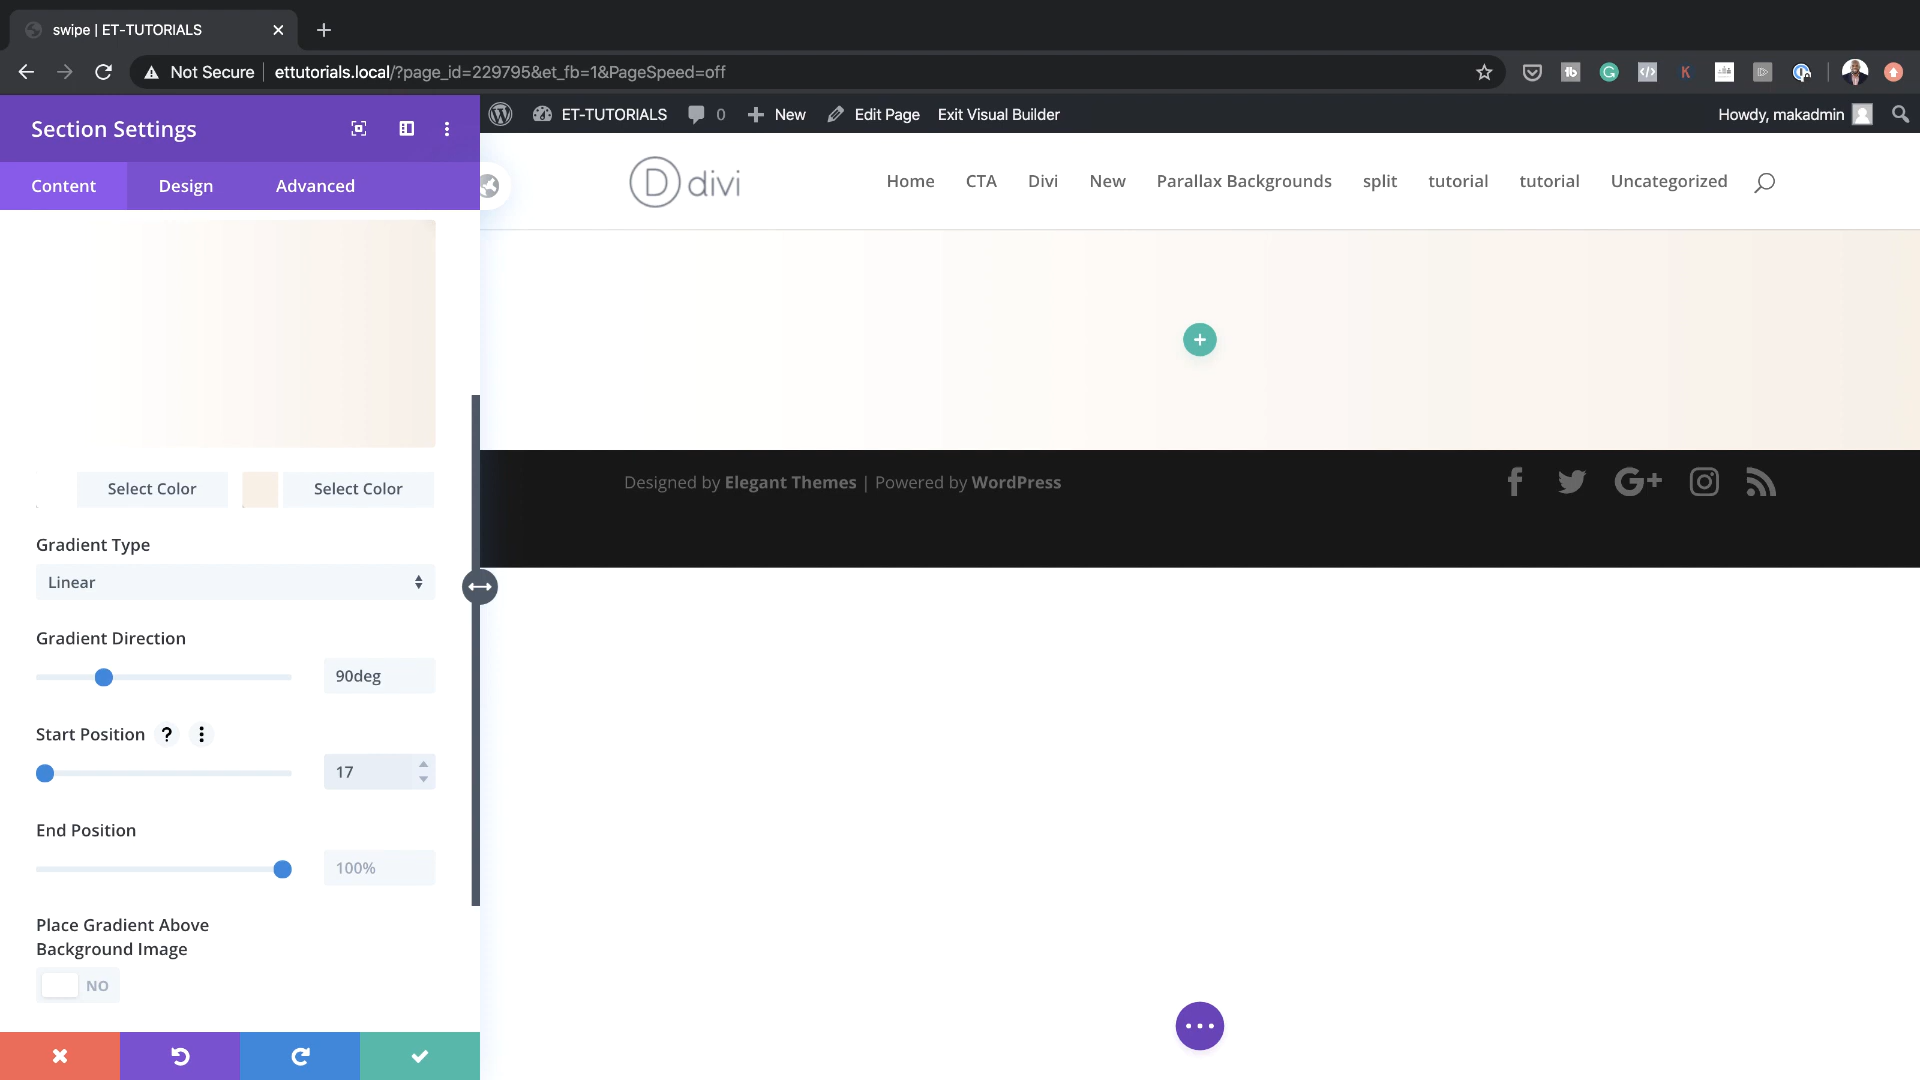 swipe | ET-TUTORIALS
Not Secure ettutorials.local/?page_id=229795&et_fb=1&PageSpeed=off
ET-TUTORIALS 0 New Edit Page Exit Visual Builder Howdy, makadmin
Section Settings
Content Design Advanced
divi
Home CTA Divi New Parallax Backgrounds split tutorial tutorial Uncategorized
Select Color Select Color
Designed by Elegant Themes | Powered by WordPress
Gradient Type
Linear
Gradient Direction
90deg
Start Position ?
17
End Position
100%
Place Gradient Above
Background Image
NO